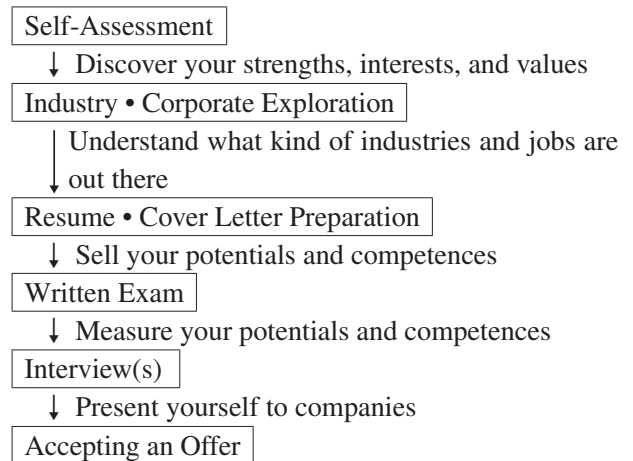 Self-Assessment
↓ Discover your strengths, interests, and values
Industry • Corporate Exploration
Understand what kind of industries and jobs are
↓ out there
Resume • Cover Letter Preparation
↓ Sell your potentials and competences
Written Exam
↓ Measure your potentials and competences
Interview(s)
↓ Present yourself to companies
Accepting an Offer